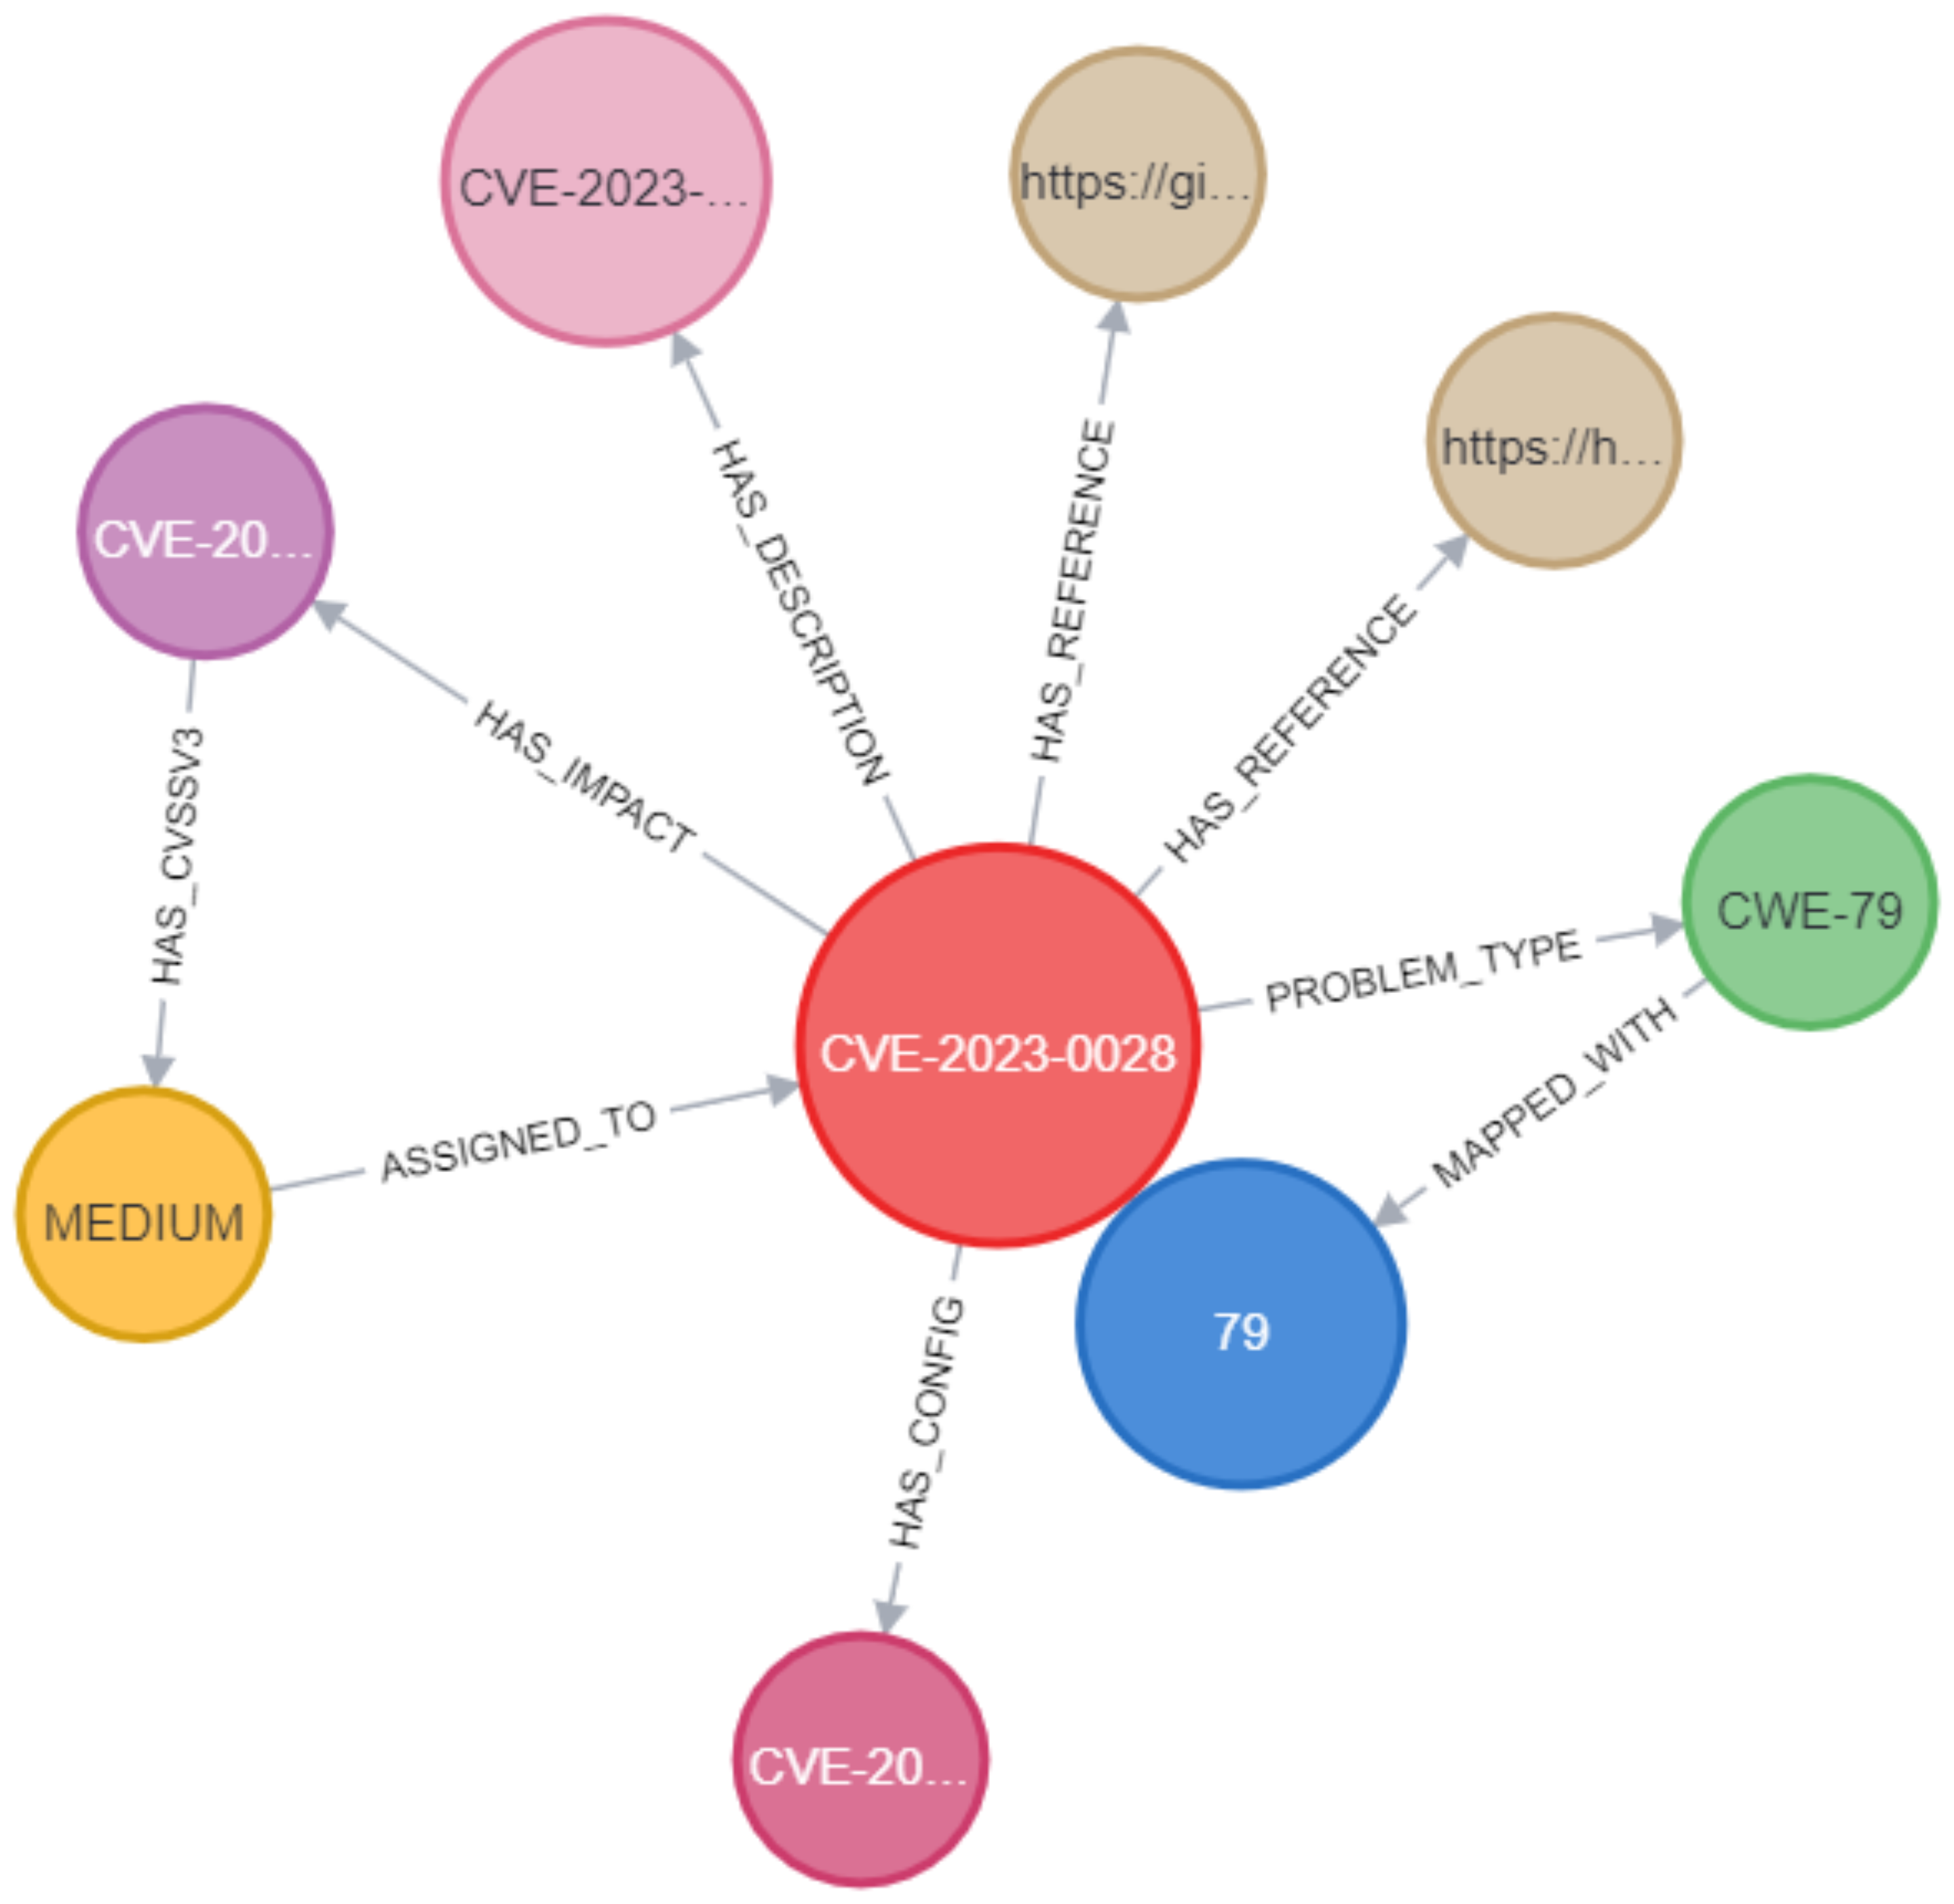 CVE-2023-...
https://gi...
https://h...
CVE-20...
HAS_DESCRIPTION
HAS_REFERENCE
HAS_REFERENCE
HAS_IMPACT
HAS_CVSSV3
CWE-79
PROBLEM_TYPE
CVE-2023-0028
MAPPED_WITH
ASSIGNED_TO
MEDIUM
79
HAS_CONFIG
CVE-20...